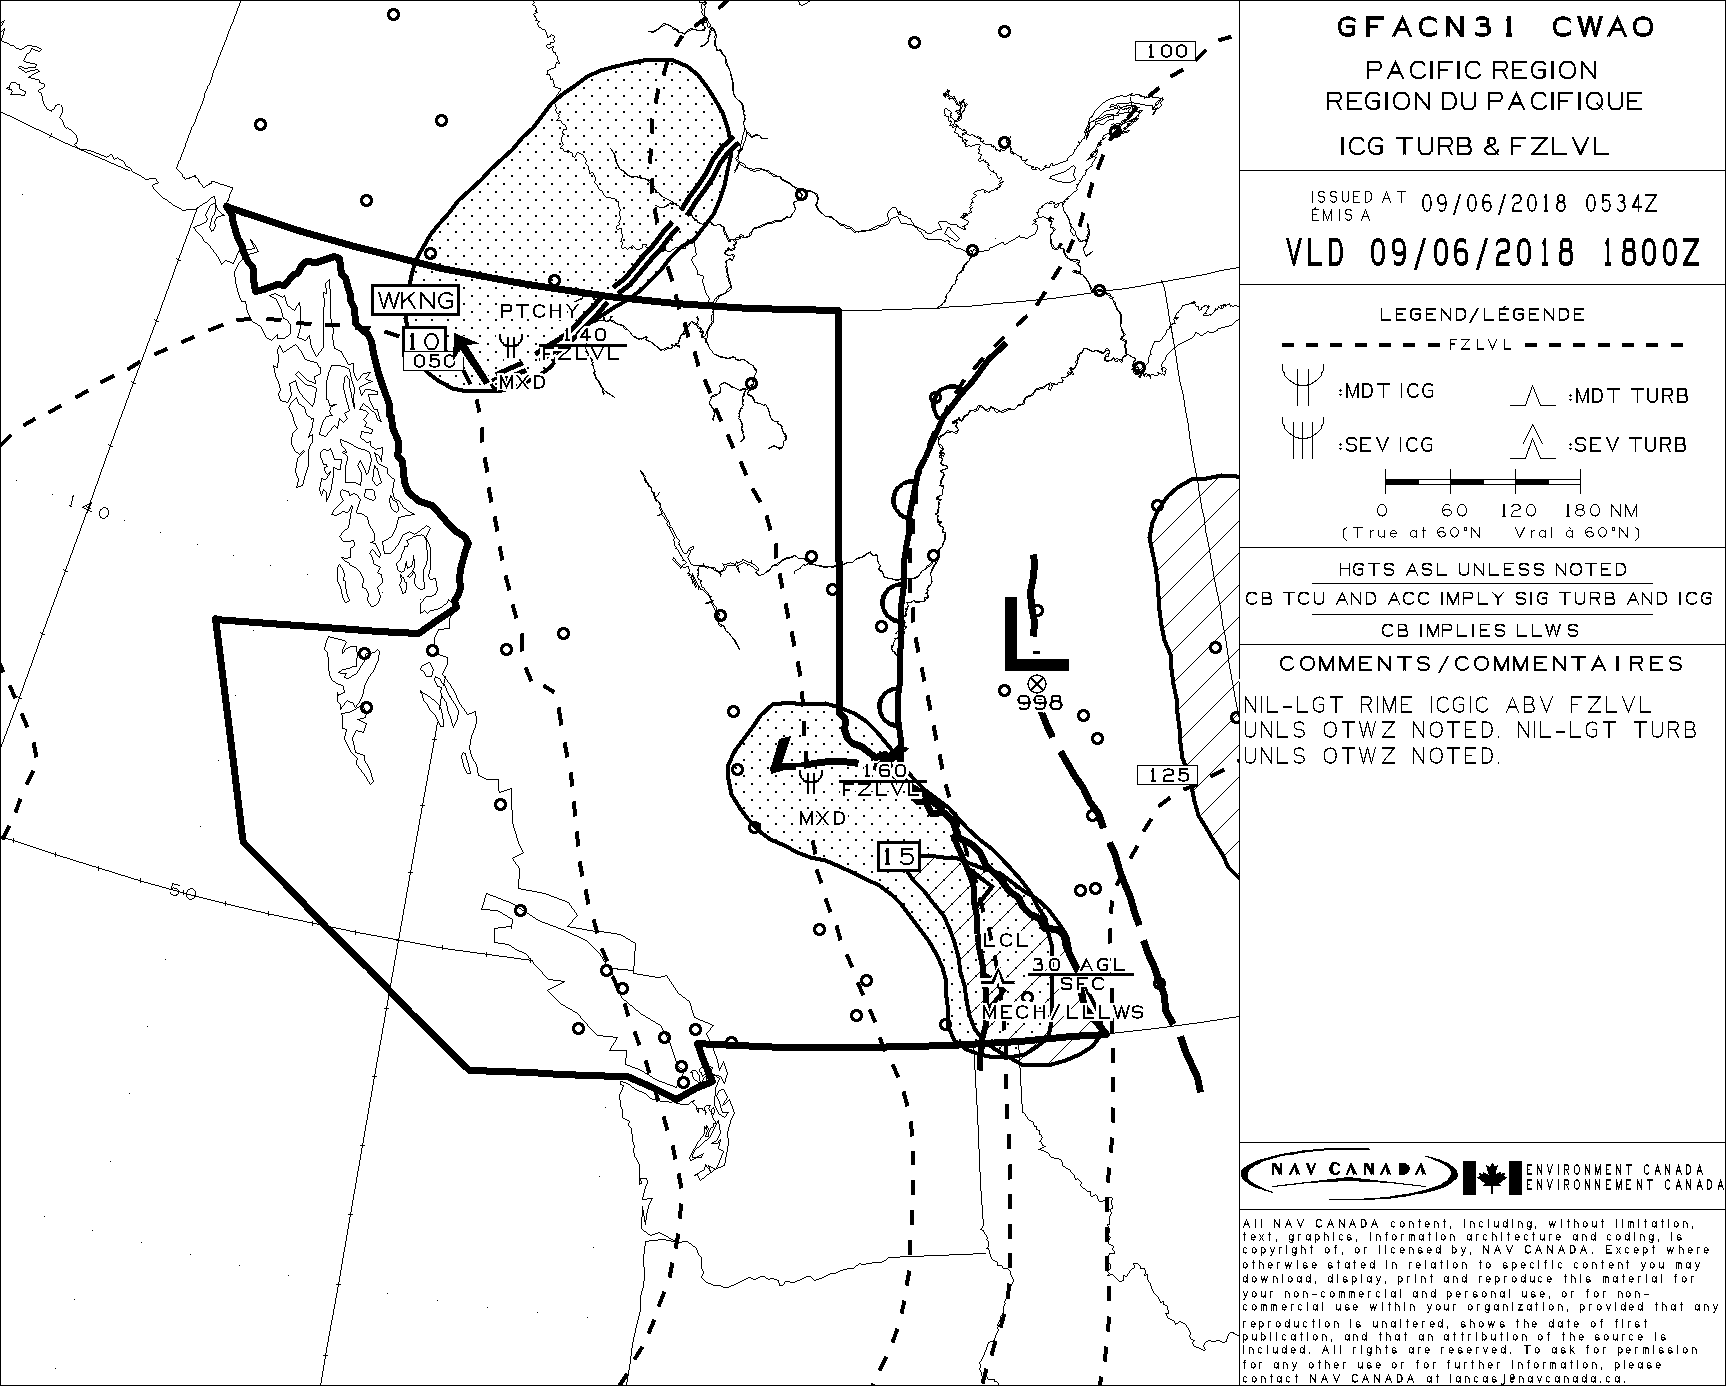 GFACN31 CWAO
PACIFIC REGION
REGION DU PACIFIQUE
ICG TURB & FZLVL
ISSUED AT 09/06/2018 0534Z
ÉMIS A
VLD 09/06/2018 1800Z
LEGEND/LÉGENDE
FZLVL
:MDT ICG :MDT TURB
:SEV ICG :SEV TURB
0 60 120 180 NM
(True at 60°N Vrai à 60°N)
HGTS ASL UNLESS NOTED
CB TCU AND ACC IMPLY SIG TURB AND ICG
CB IMPLIES LLWS
COMMENTS/COMMENTAIRES
NIL-LGT RIME ICGIC ABV FZLVL
UNLS OTWZ NOTED. NIL-LGT TURB
UNLS OTWZ NOTED.
NAV CANADA
ENVIRONMENT CANADA
ENVIRONNEMENT CANADA
All NAV CANADA content, including, without limitation,
text, graphics, information architecture and coding, is
copyright of, or licensed by, NAV CANADA. Except where
otherwise stated in relation to specific content you may
download, display, print and reproduce this material for
your non-commercial and personal use, or for non-
commercial use within your organization, provided that any
reproduction is unaltered, shows the date of first
publication, and that an attribution of the source is
included. All rights are reserved. To ask for permission
for any other use or for further information, please
contact NAV CANADA at lancasj@navcanada.ca.
100
WKNG
PTCHY
101
050
140
FZLVL
MXD
140
L
998
160
FZLVL
MXD
125
15
50
LCL
30 AGL
SFC
MECH/LLLWS